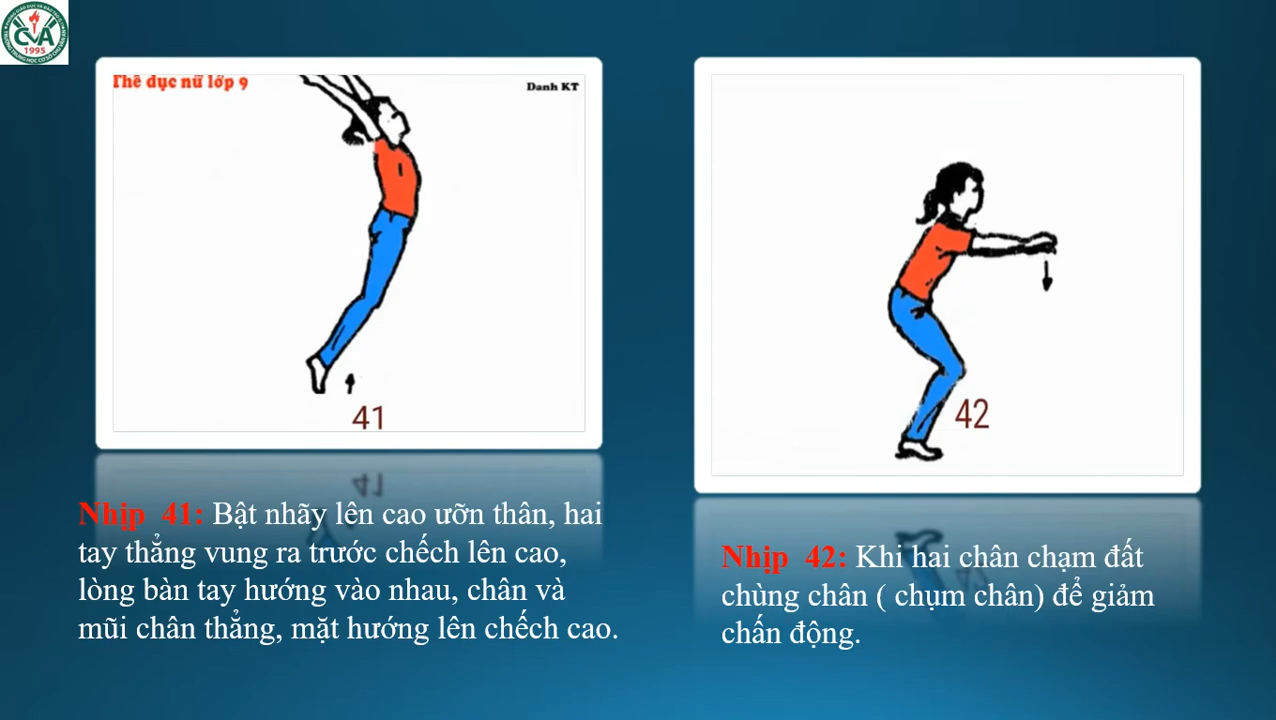 CVA
1995
Thể dục nữ lớp 9
Danh KT
41
42
Nhịp 41: Bật nhãy lên cao ưỡn thân, hai
tay thẳng vung ra trước chếch lên cao,
lòng bàn tay hướng vào nhau, chân và
mũi chân thẳng, mặt hướng lên chếch cao.
Nhịp 42: Khi hai chân chạm đất
chùng chân ( chụm chân) để giảm
chấn động.